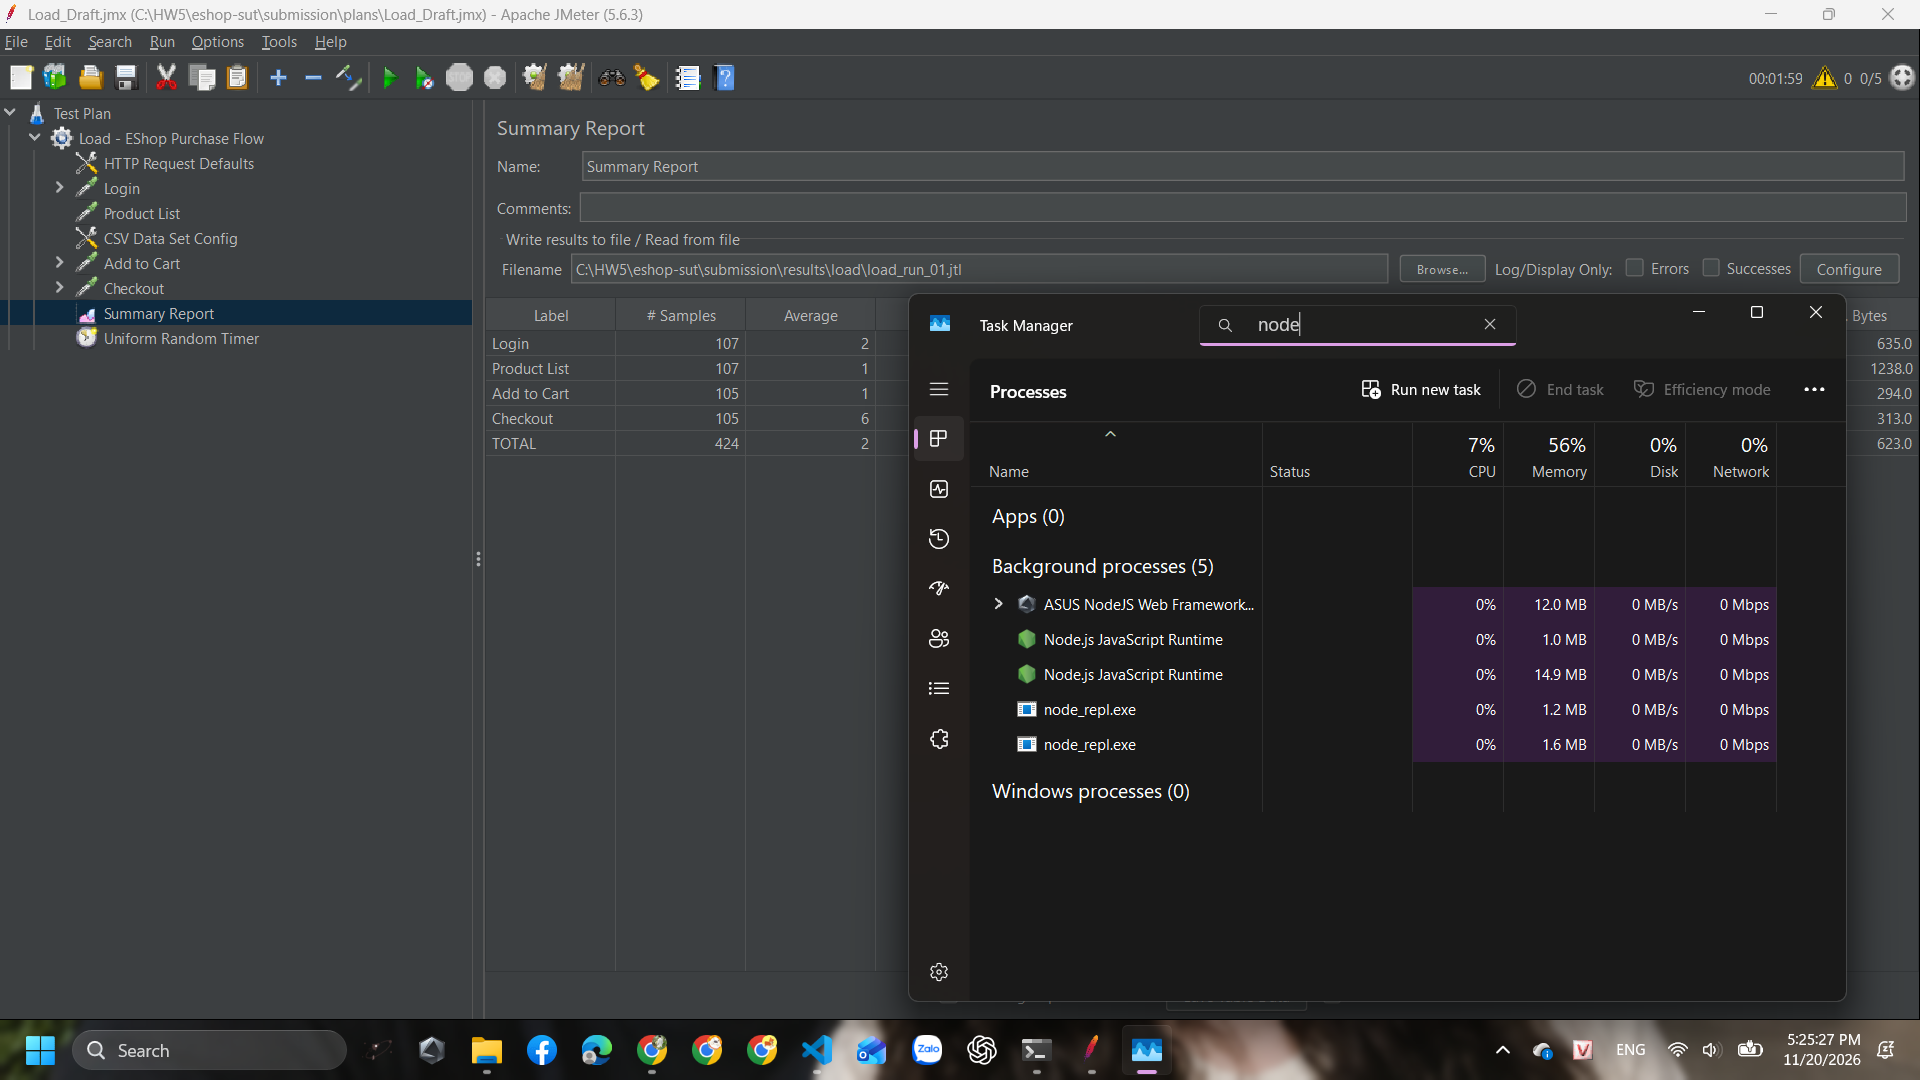 Load_Draft.jmx (C:\HW5\eshop-sut\submission\plans\Load_Draft.jmx) - Apache JMeter (5.6.3)
File Edit Search Run Options Tools Help
STOP
00:01:59 0 0/5
Test Plan
Load - EShop Purchase Flow
HTTP Request Defaults
Login
Product List
CSV Data Set Config
Add to Cart
Checkout
Summary Report
Uniform Random Timer
Summary Report
Name: Summary Report
Comments:
Write results to file / Read from file
Filename C:\HW5\eshop-sut\submission\results\load\load_run_01.jtl Browse... Log/Display Only: Errors Successes Configure
Label # Samples Average Bytes
Login 107 2 635.0
Product List 107 1 1238.0
Add to Cart 105 1 294.0
Checkout 105 6 313.0
TOTAL 424 2 623.0
Task Manager node
Processes Run new task End task Efficiency mode
7% 56% 0% 0%
Name Status CPU Memory Disk Network
Apps (0)
Background processes (5)
ASUS NodeJS Web Framework... 0% 12.0 MB 0 MB/s 0 Mbps
Node.js JavaScript Runtime 0% 1.0 MB 0 MB/s 0 Mbps
Node.js JavaScript Runtime 0% 14.9 MB 0 MB/s 0 Mbps
node_repl.exe 0% 1.2 MB 0 MB/s 0 Mbps
node_repl.exe 0% 1.6 MB 0 MB/s 0 Mbps
Windows processes (0)
Search
Zalo
ENG
5:25:27 PM
11/20/2026